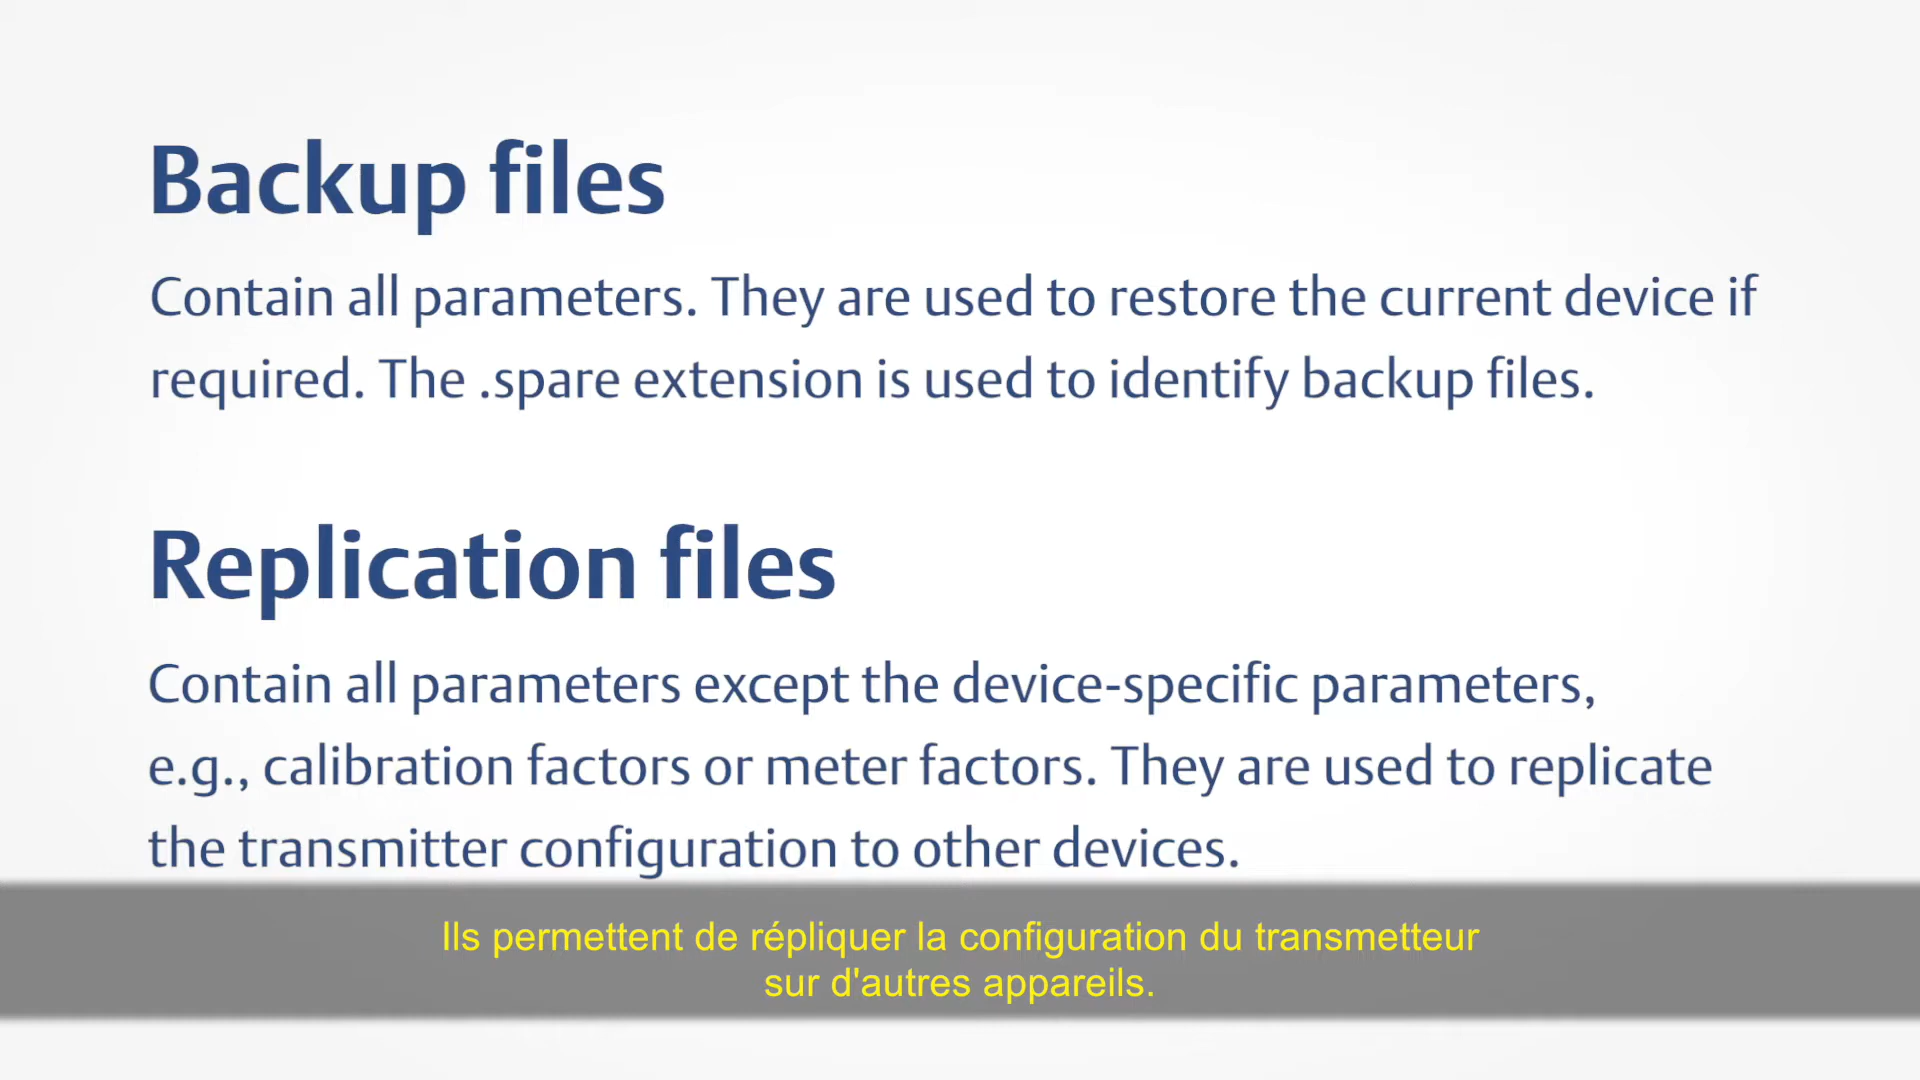 Backup files
Contain all parameters. They are used to restore the current device if
required. The .spare extension is used to identify backup files.
Replication files
Contain all parameters except the device-specific parameters,
e.g., calibration factors or meter factors. They are used to replicate
the transmitter configuration to other devices.
Ils permettent de répliquer la configuration du transmetteur
sur d'autres appareils.